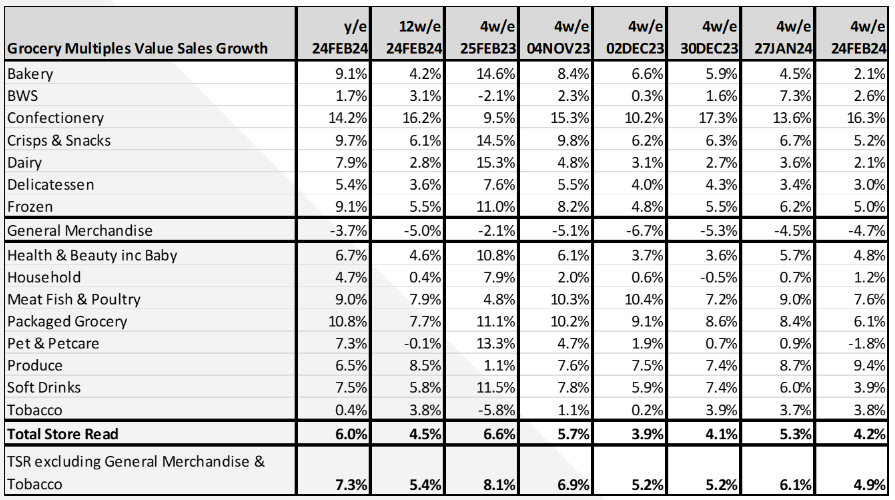 y/e 12w/e 4w/e 4w/e 4w/e 4w/e 4w/e 4w/e
Grocery Multiples Value Sales Growth 24FEB24 24FEB24 25FEB23 04NOV23 02DEC23 30DEC23 27JAN24 24FEB24
Bakery 9.1% 4.2% 14.6% 8.4% 6.6% 5.9% 4.5% 2.1%
BWS 1.7% 3.1% -2.1% 2.3% 0.3% 1.6% 7.3% 2.6%
Confectionery 14.2% 16.2% 9.5% 15.3% 10.2% 17.3% 13.6% 16.3%
Crisps & Snacks 9.7% 6.1% 14.5% 9.8% 6.2% 6.3% 6.7% 5.2%
Dairy 7.9% 2.8% 15.3% 4.8% 3.1% 2.7% 3.6% 2.1%
Delicatessen 5.4% 3.6% 7.6% 5.5% 4.0% 4.3% 3.4% 3.0%
Frozen 9.1% 5.5% 11.0% 8.2% 4.8% 5.5% 6.2% 5.0%
General Merchandise -3.7% -5.0% -2.1% -5.1% -6.7% -5.3% -4.5% -4.7%
Health & Beauty inc Baby 6.7% 4.6% 10.8% 6.1% 3.7% 3.6% 5.7% 4.8%
Household 4.7% 0.4% 7.9% 2.0% 0.6% -0.5% 0.7% 1.2%
Meat Fish & Poultry 9.0% 7.9% 4.8% 10.3% 10.4% 7.2% 9.0% 7.6%
Packaged Grocery 10.8% 7.7% 11.1% 10.2% 9.1% 8.6% 8.4% 6.1%
Pet & Petcare 7.3% -0.1% 13.3% 4.7% 1.9% 0.7% 0.9% -1.8%
Produce 6.5% 8.5% 1.1% 7.6% 7.5% 7.4% 8.7% 9.4%
Soft Drinks 7.5% 5.8% 11.5% 7.8% 5.9% 7.4% 6.0% 3.9%
Tobacco 0.4% 3.8% -5.8% 1.1% 0.2% 3.9% 3.7% 3.8%
Total Store Read 6.0% 4.5% 6.6% 5.7% 3.9% 4.1% 5.3% 4.2%
TSR excluding General Merchandise &
Tobacco 7.3% 5.4% 8.1% 6.9% 5.2% 5.2% 6.1% 4.9%